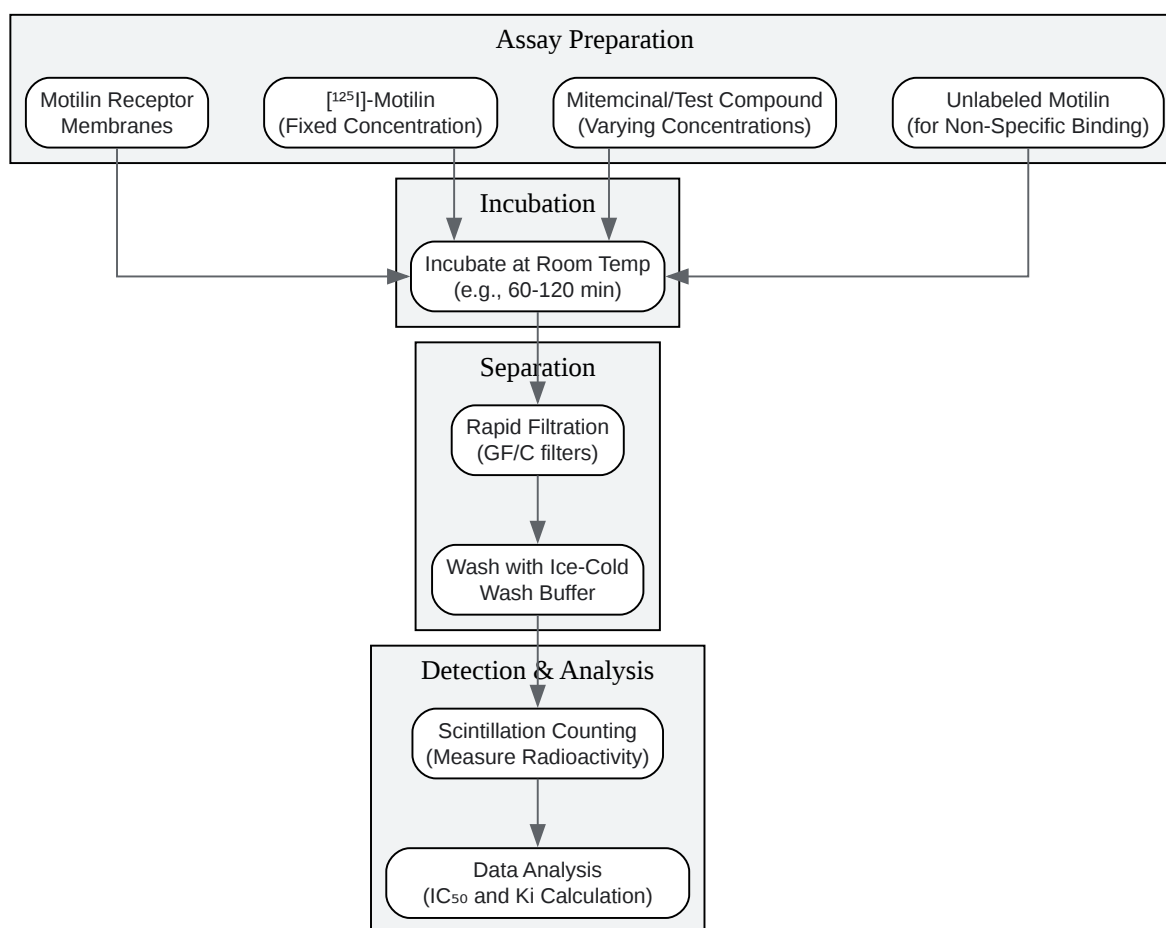 Assay Preparation
Motilin Receptor
Membranes
[¹²⁵I]-Motilin
(Fixed Concentration)
Mitemcinal/Test Compound
(Varying Concentrations)
Unlabeled Motilin
(for Non-Specific Binding)
Incubation
Incubate at Room Temp
(e.g., 60-120 min)
Separation
Rapid Filtration
(GF/C filters)
Wash with Ice-Cold
Wash Buffer
Detection & Analysis
Scintillation Counting
(Measure Radioactivity)
Data Analysis
(IC₅₀ and Ki Calculation)